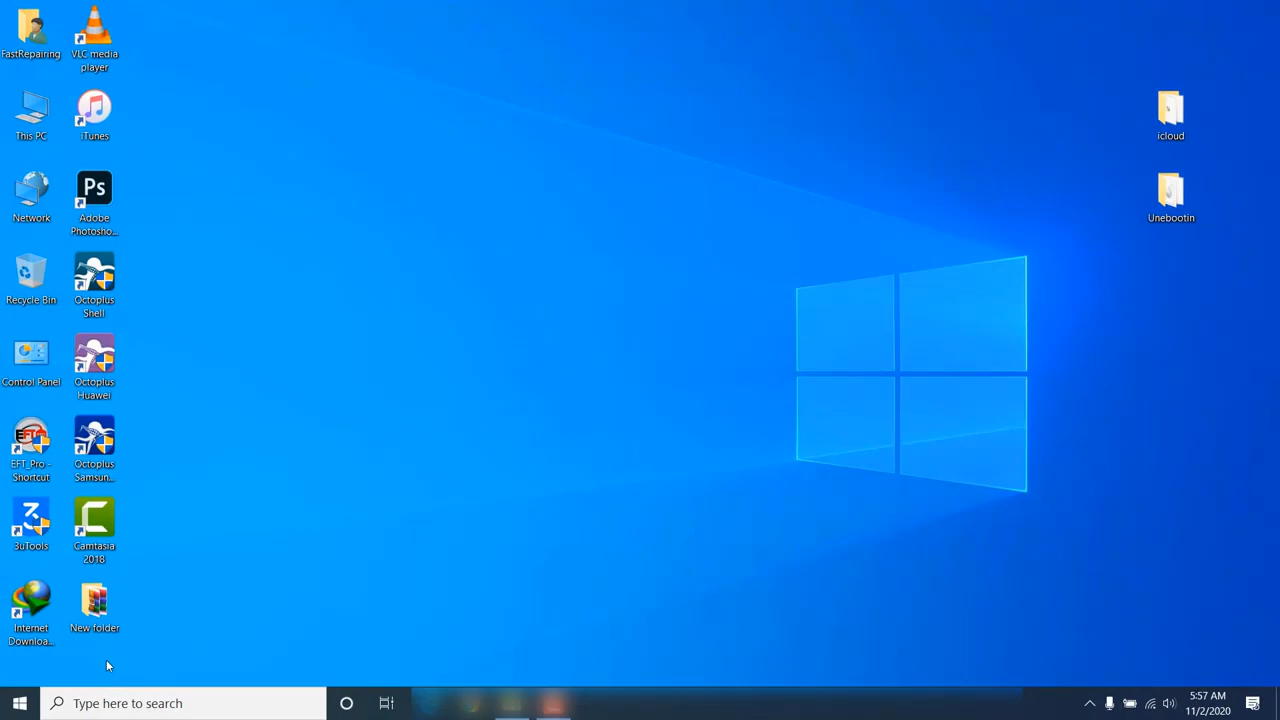 FastRepairing
VLC media
player
This PC
iTunes
Network
Ps
Adobe
Photosho...
Recycle Bin
Octoplus
Shell
Control Panel
Octoplus
Huawei
EFT
EFT_Pro -
Shortcut
Octoplus
Samsun...
3uTools
Camtasia
2018
Internet
Downloa...
New folder
icloud
Unebootin
Type here to search
5:57 AM
11/2/2020